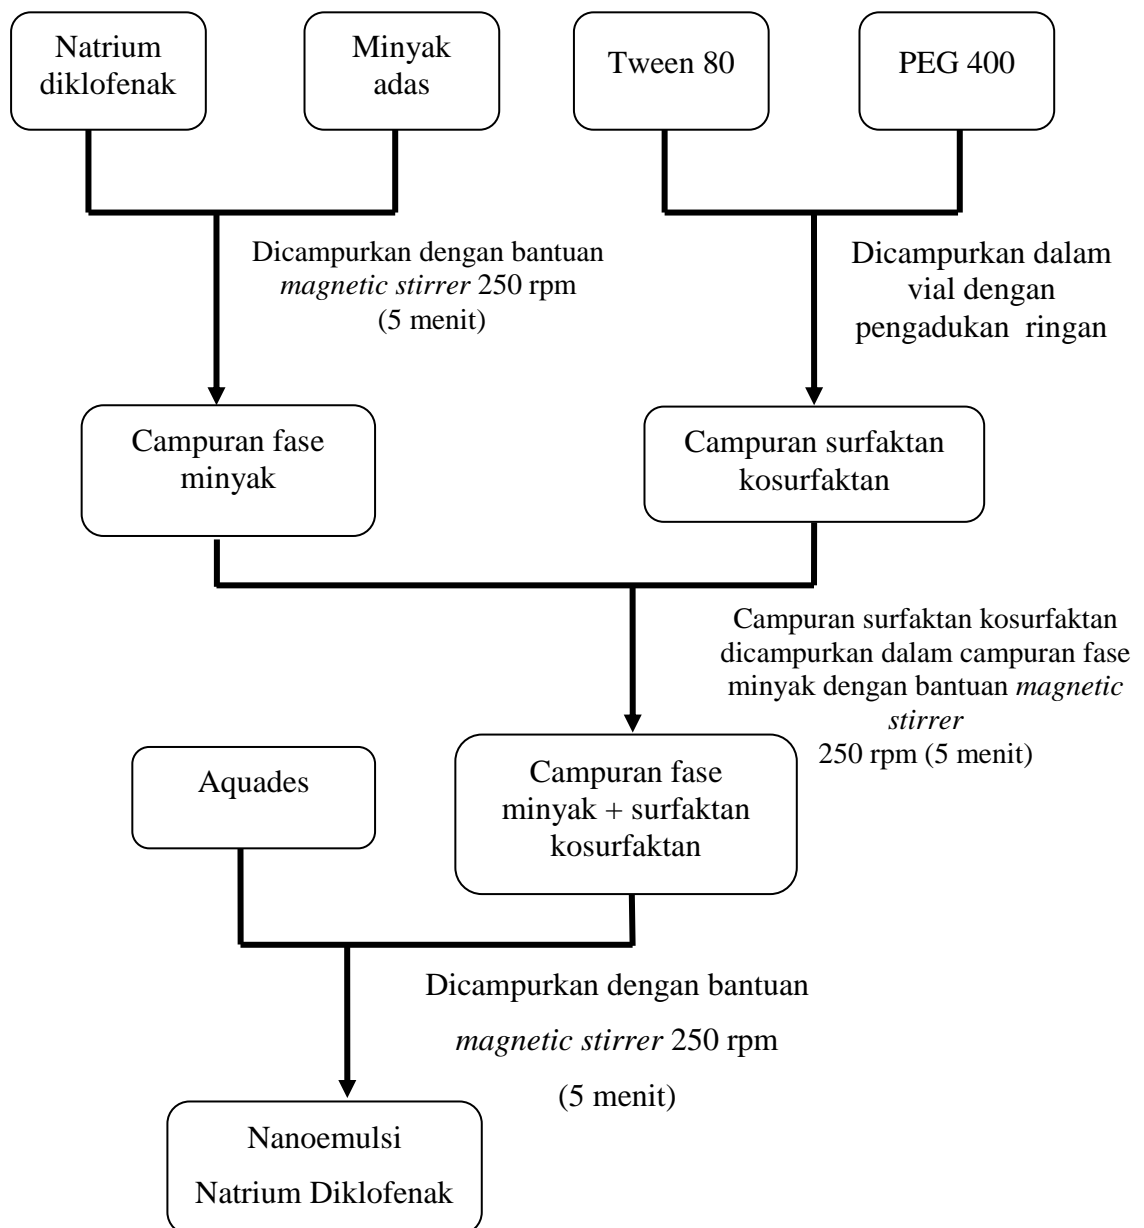 Natrium
diklofenak
Minyak
adas
Tween 80
PEG 400
Dicampurkan dengan bantuan
magnetic stirrer 250 rpm
(5 menit)
Dicampurkan dalam
vial dengan
pengadukan  ringan
Campuran fase
minyak
Campuran surfaktan
kosurfaktan
Campuran surfaktan kosurfaktan
dicampurkan dalam campuran fase
minyak dengan bantuan magnetic
stirrer
250 rpm (5 menit)
Aquades
Campuran fase
minyak + surfaktan
kosurfaktan
Dicampurkan dengan bantuan
magnetic stirrer 250 rpm
(5 menit)
Nanoemulsi
Natrium Diklofenak